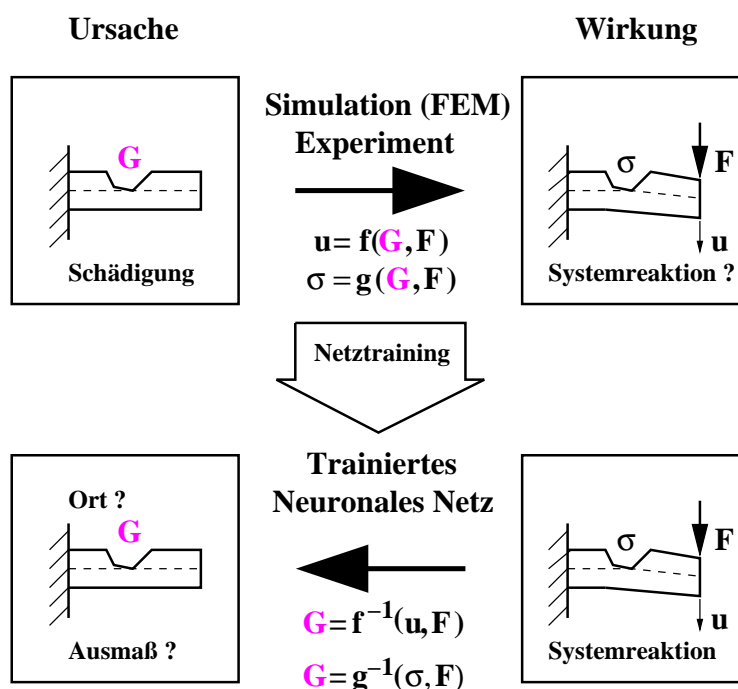 Ursache
Wirkung
G
Schädigung
Simulation (FEM)
Experiment
u= f(G,F)
σ =g(G,F)
σ
F
u
Systemreaktion ?
Netztraining
Ort ?
G
Ausmaß ?
Trainiertes
Neuronales Netz
G=f⁻¹(u,F)
G=g⁻¹(σ,F)
σ
F
u
Systemreaktion